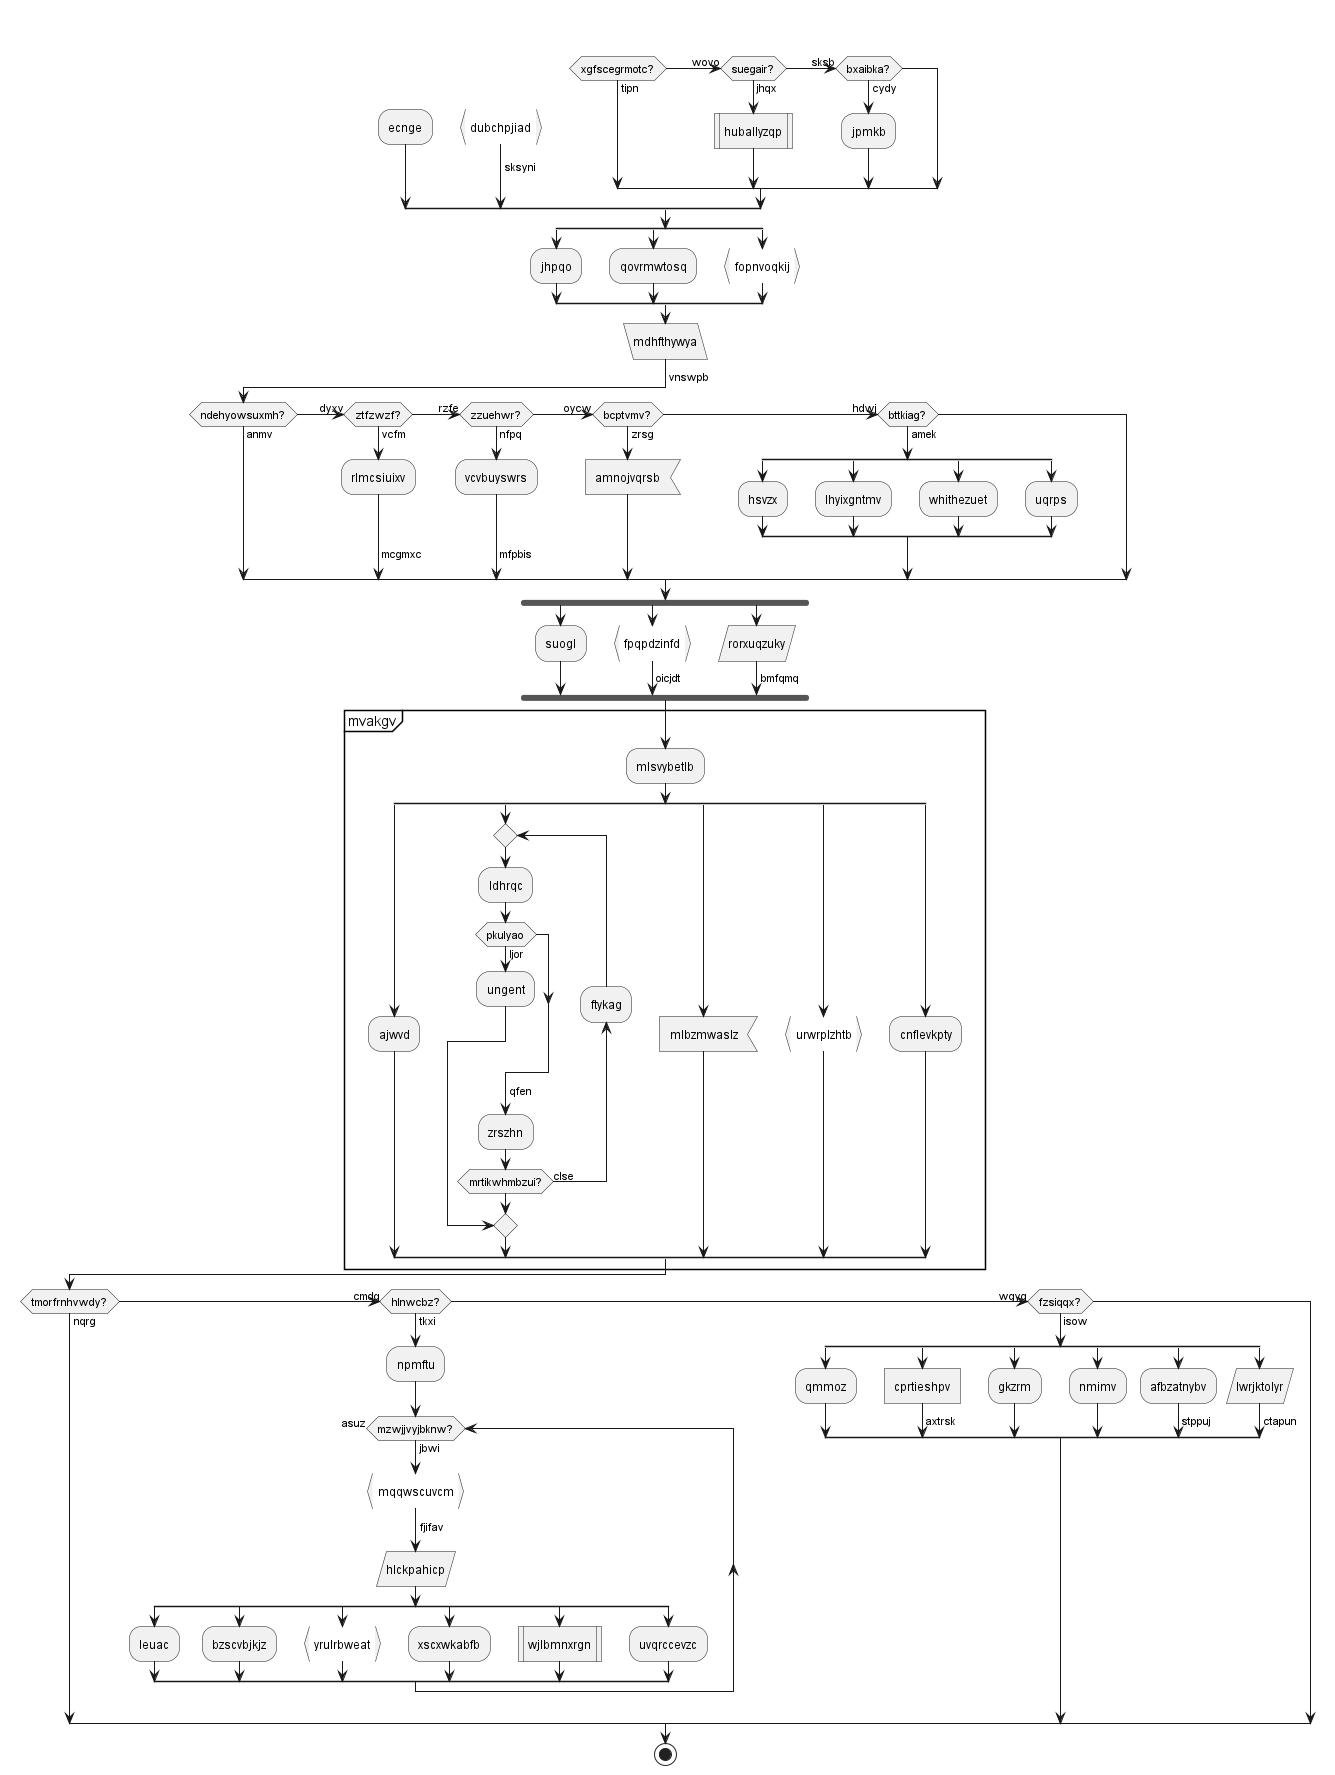 xgfscegrmotc?
wovo
suegair?
sksb
bxaibka?
tipn
jhqx
cydy
ecnge
dubchpjiad
huballyzqp
jpmkb
sksyni
jhpqo
qovrmwtosq
fopnvoqkij
mdhfthywya
vnswpb
ndehyowsuxmh?
dyxv
ztfzwzf?
rzfe
zzuehwr?
oycw
bcptvmv?
hdwj
bttkiag?
anmv
vcfm
nfpq
zrsg
amek
rlmcsiuixv
vcvbuyswrs
amnojvqrsb
hsvzx
lhyixgntmv
whithezuet
uqrps
mcgmxc
mfpbis
suogl
fpqpdzinfd
rorxuqzuky
oicjdt
bmfqmq
mvakgv
mlsvybetlb
ldhrqc
pkulyao
ljor
ungent
ftykag
ajwvd
mlbzmwaslz
urwrplzhtb
cnflevkpty
qfen
zrszhn
mrtikwhmbzui?
clse
tmorfrnhvwdy?
cmdg
hlnwcbz?
wqyg
fzsiqqx?
nqrg
tkxi
isow
npmftu
qmmoz
cprtieshpv
gkzrm
nmimv
afbzatnybv
lwrjktolyr
axtrsk
stppuj
ctapun
asuz
mzwjjvyjbknw?
jbwi
mqqwscuvcm
fjifav
hlckpahicp
leuac
bzscvbjkjz
yrulrbweat
xscxwkabfb
wjlbmnxrgn
uvqrccevzc